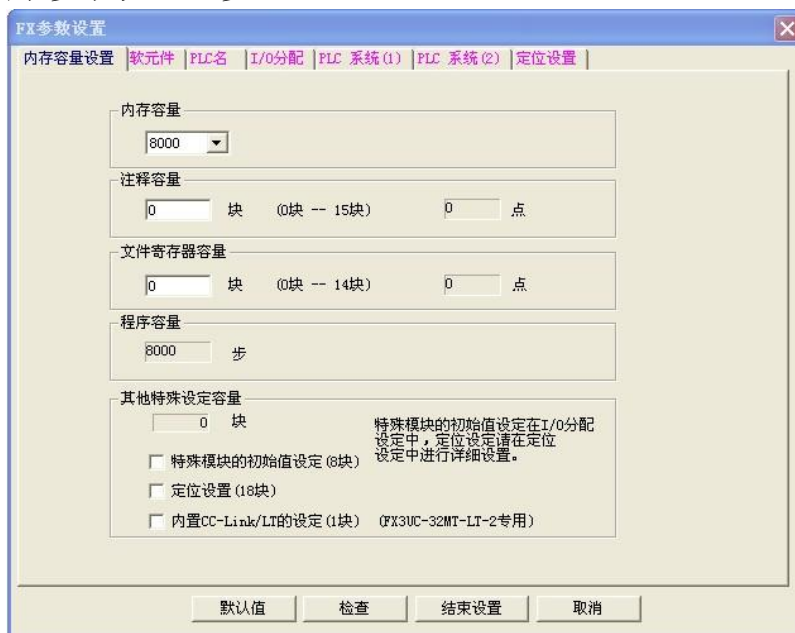 FX参数设置
内存容量设置 软元件 PLC名 I/O分配 PLC 系统(1) PLC 系统(2) 定位设置
内存容量
8000
注释容量
0 块 (0块 -- 15块) 0 点
文件寄存器容量
0 块 (0块 -- 14块) 0 点
程序容量
8000 步
其他特殊设定容量
0 块
特殊模块的初始值设定在I/O分配
设定中，定位设定请在定位
设定中进行详细设置。
特殊模块的初始值设定(8块)
定位设置(18块)
内置CC-Link/LT的设定(1块) (FX3UC-32MT-LT-2专用)
默认值 检查 结束设置 取消